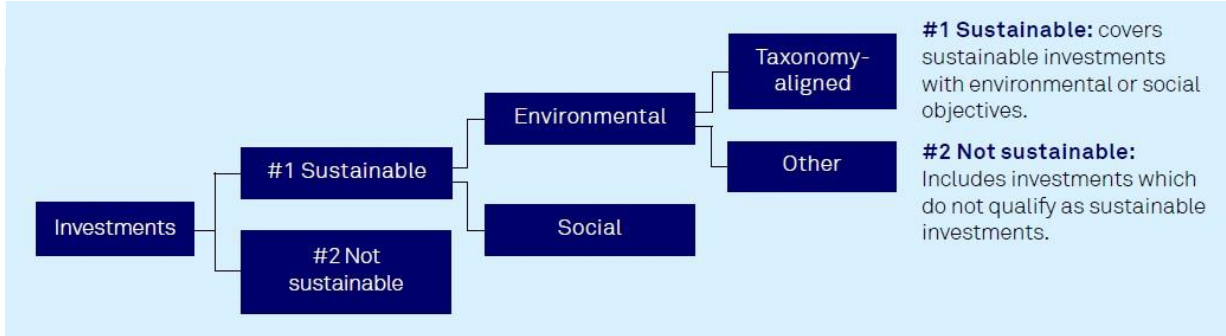 Investments
#1 Sustainable
#2 Not
sustainable
Environmental
Social
Taxonomy-
aligned
Other
#1 Sustainable: covers
sustainable investments
with environmental or social
objectives.
#2 Not sustainable:
Includes investments which
do not qualify as sustainable
investments.